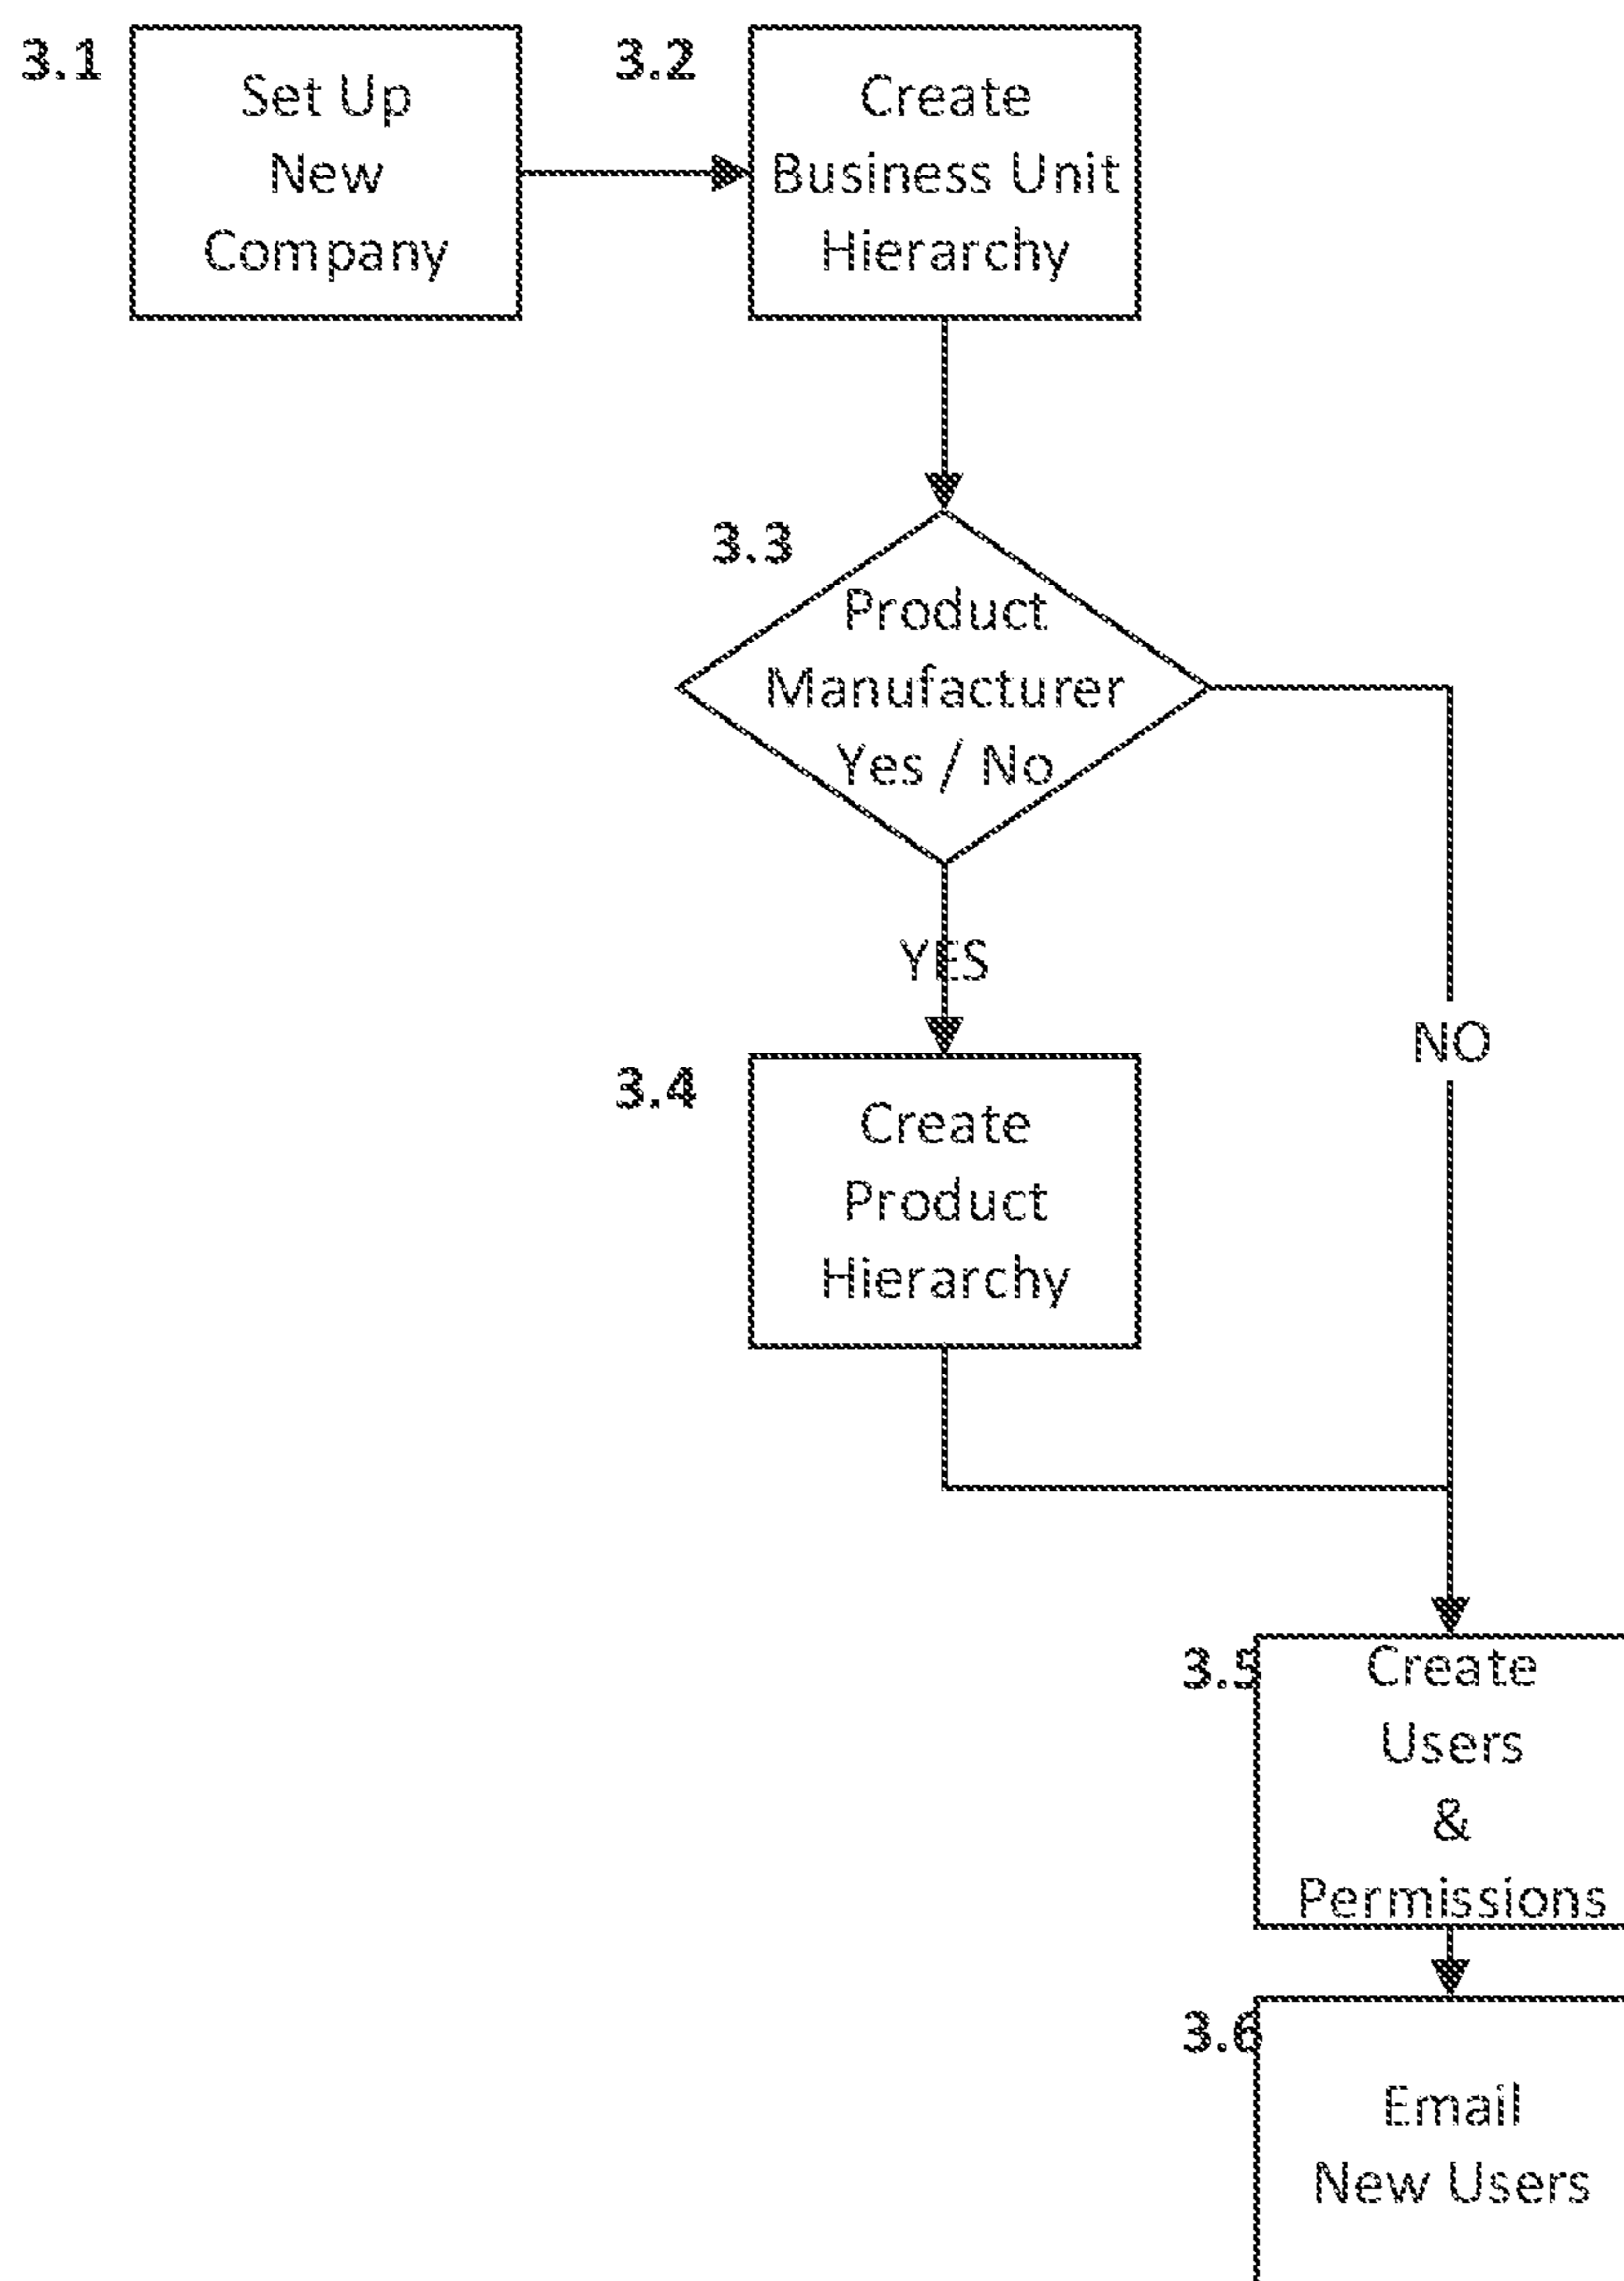 3.1
Set Up
New
Company
3.2
Create
Business Unit
Hierarchy
3.3
Product
Manufacturer
Yes / No
YES
NO
3.4
Create
Product
Hierarchy
3.5
Create
Users
&
Permissions
3.6
Email
New Users